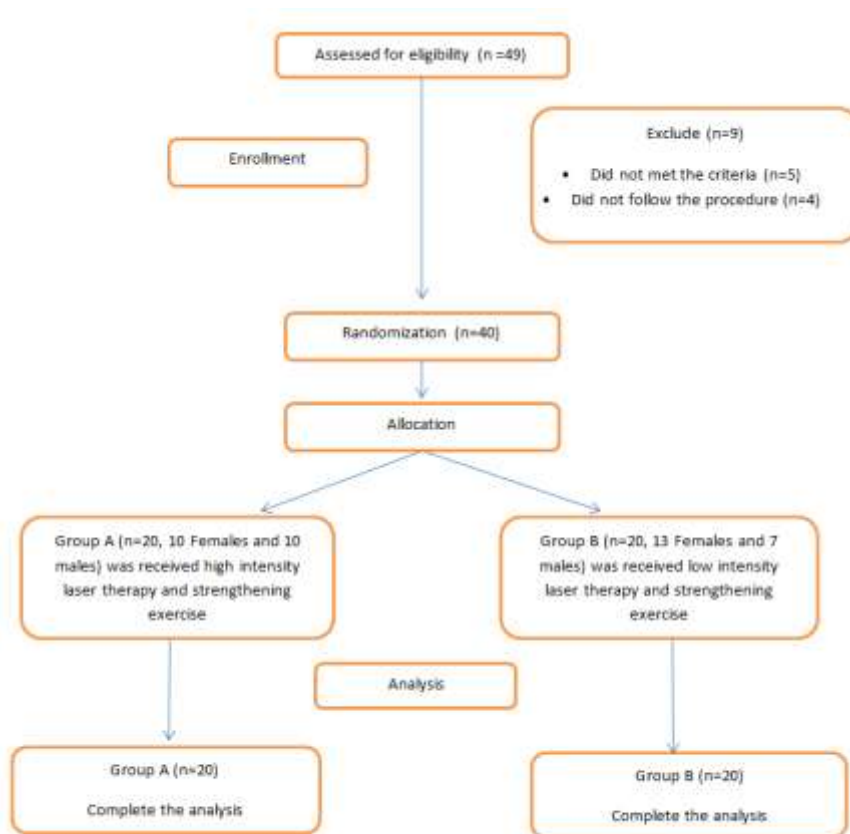 Assessed for eligibility (n =49)
Enrollment
Exclude (n=9)
• Did not met the criteria (n=5)
• Did not follow the procedure (n=4)
Randomization (n=40)
Allocation
Group A (n=20, 10 Females and 10
males) was received high intensity
laser therapy and strengthening
exercise
Group B (n=20, 13 Females and 7
males) was received low intensity
laser therapy and strengthening
exercise
Analysis
Group A (n=20)
Complete the analysis
Group B (n=20)
Complete the analysis